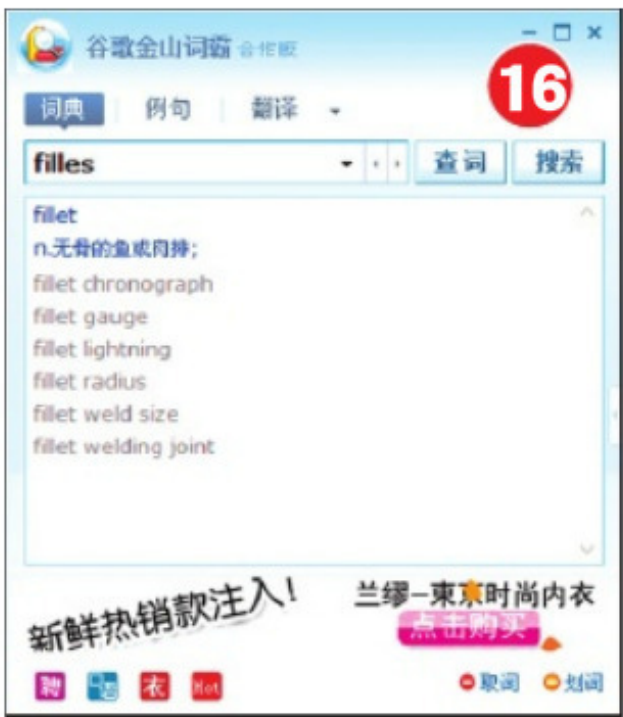 谷歌金山词霸 合作版
16
词典 例句 翻译
filles 查词 搜索
fillet
n.无骨的鱼或肉排；
fillet chronograph
fillet gauge
fillet lightning
fillet radius
fillet weld size
fillet welding joint
新鲜热销款注入！
兰缪-東京时尚内衣
点击购买
聘 衣 Hot
取词 划词